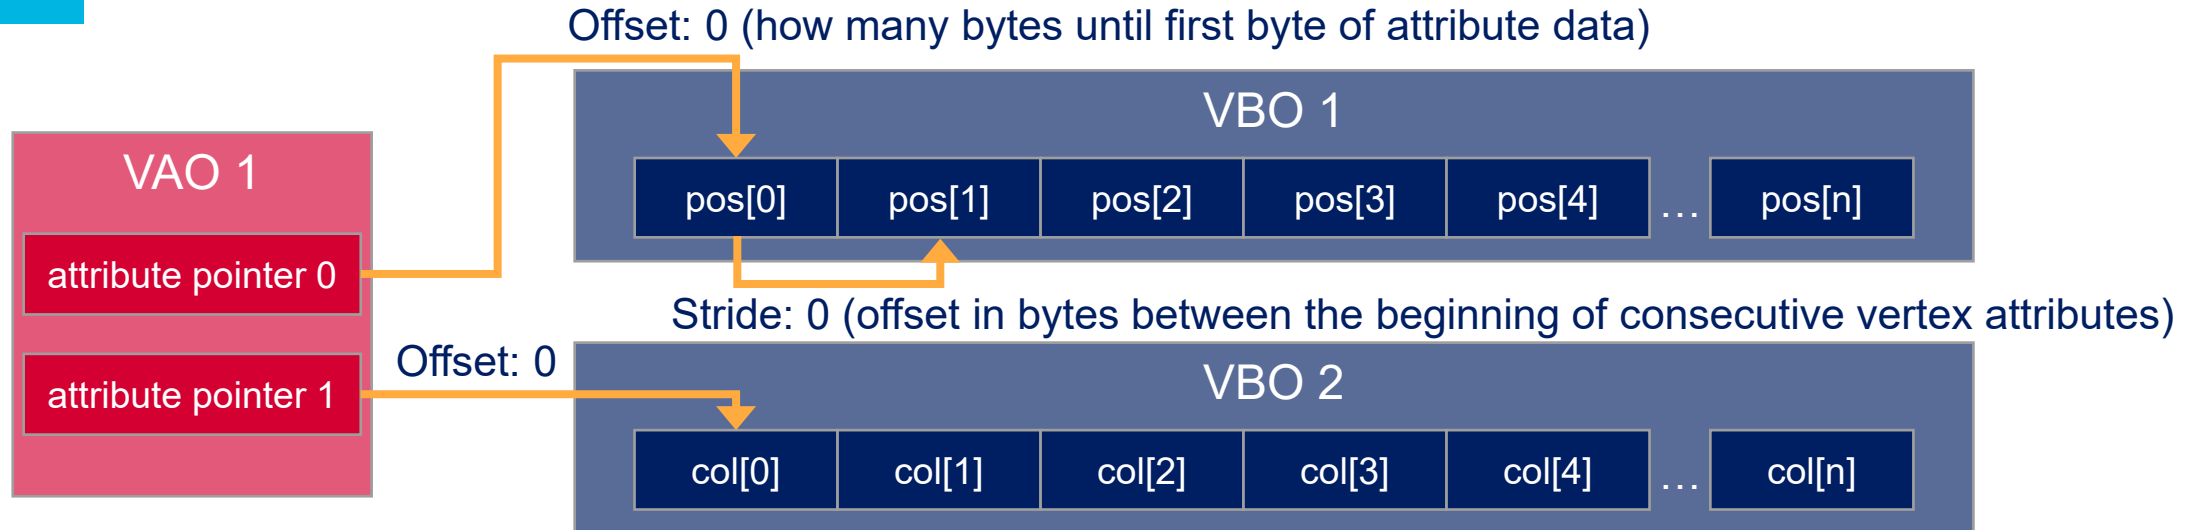 Offset: 0 (how many bytes until first byte of attribute data)
VBO 1
VAO 1
pos[0] pos[1] pos[2] pos[3] pos[4] ... pos[n]
attribute pointer 0
Stride: 0 (offset in bytes between the beginning of consecutive vertex attributes)
Offset: 0
VBO 2
attribute pointer 1
col[0] col[1] col[2] col[3] col[4] ... col[n]